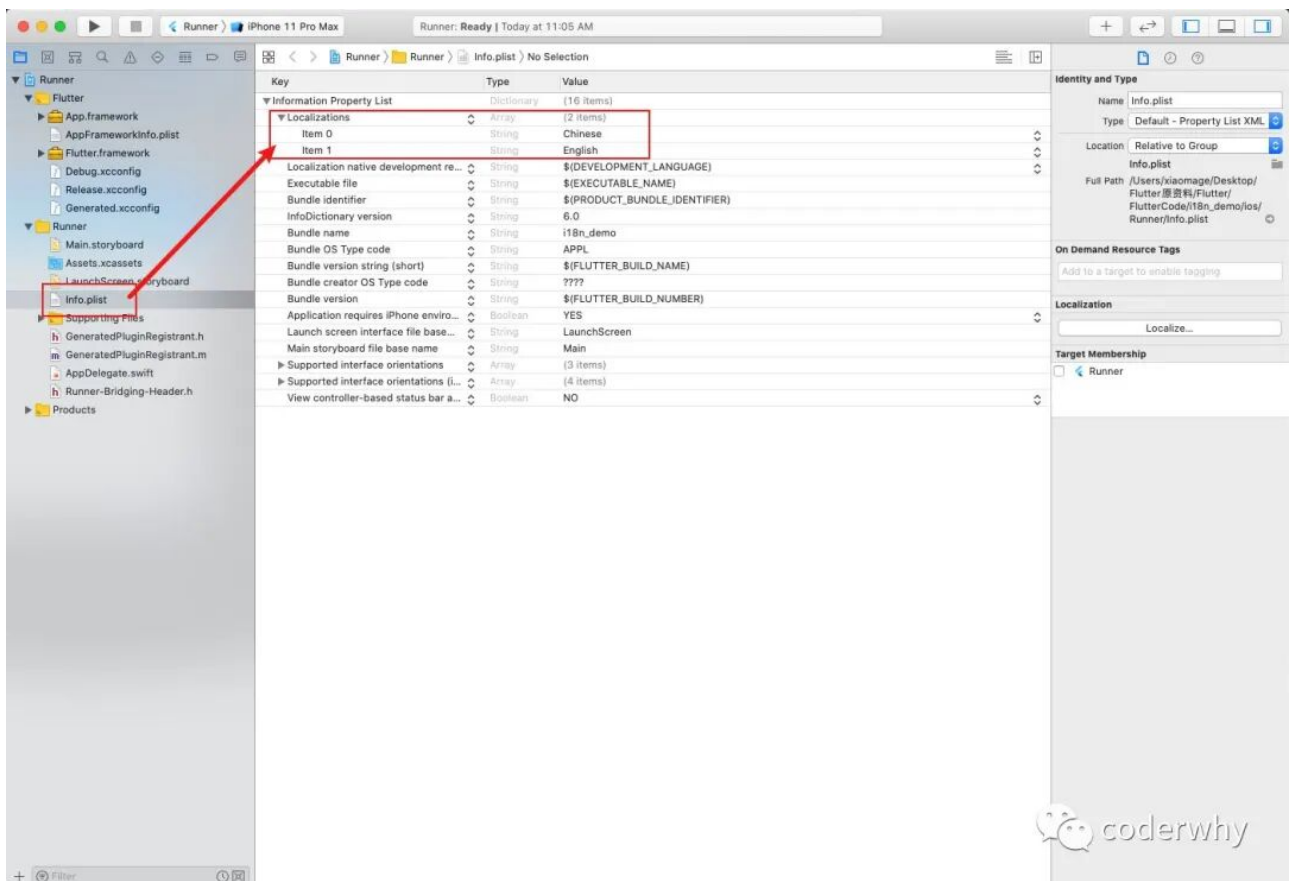 Runner 〉 iPhone 11 Pro Max
Runner: Ready | Today at 11:05 AM
Runner 〉 Runner 〉 Info.plist 〉 No Selection
Runner
Flutter
App.framework
AppFrameworkInfo.plist
Flutter.framework
Debug.xcconfig
Release.xcconfig
Generated.xcconfig
Runner
Main.storyboard
Assets.xcassets
LaunchScreen.storyboard
Info.plist
Supporting Files
h GeneratedPluginRegistrant.h
m GeneratedPluginRegistrant.m
AppDelegate.swift
h Runner-Bridging-Header.h
Products
Filter
Key Type Value
Information Property List Dictionary (16 items)
Localizations Array (2 items)
Item 0 String Chinese
Item 1 String English
Localization native development re... String $(DEVELOPMENT_LANGUAGE)
Executable file String $(EXECUTABLE_NAME)
Bundle identifier String $(PRODUCT_BUNDLE_IDENTIFIER)
InfoDictionary version String 6.0
Bundle name String i18n_demo
Bundle OS Type code String APPL
Bundle version string (short) String $(FLUTTER_BUILD_NAME)
Bundle creator OS Type code String ????
Bundle version String $(FLUTTER_BUILD_NUMBER)
Application requires iPhone enviro... Boolean YES
Launch screen interface file base... String LaunchScreen
Main storyboard file base name String Main
Supported interface orientations Array (3 items)
Supported interface orientations (i... Array (4 items)
View controller-based status bar a... Boolean NO
Identity and Type
Name Info.plist
Type Default - Property List XML
Location Relative to Group
Info.plist
Full Path /Users/xiaomage/Desktop/
Flutter原资料/Flutter/
FlutterCode/i18n_demo/ios/
Runner/Info.plist
On Demand Resource Tags
Add to a target to enable tagging
Localization
Localize...
Target Membership
Runner
coderwhy